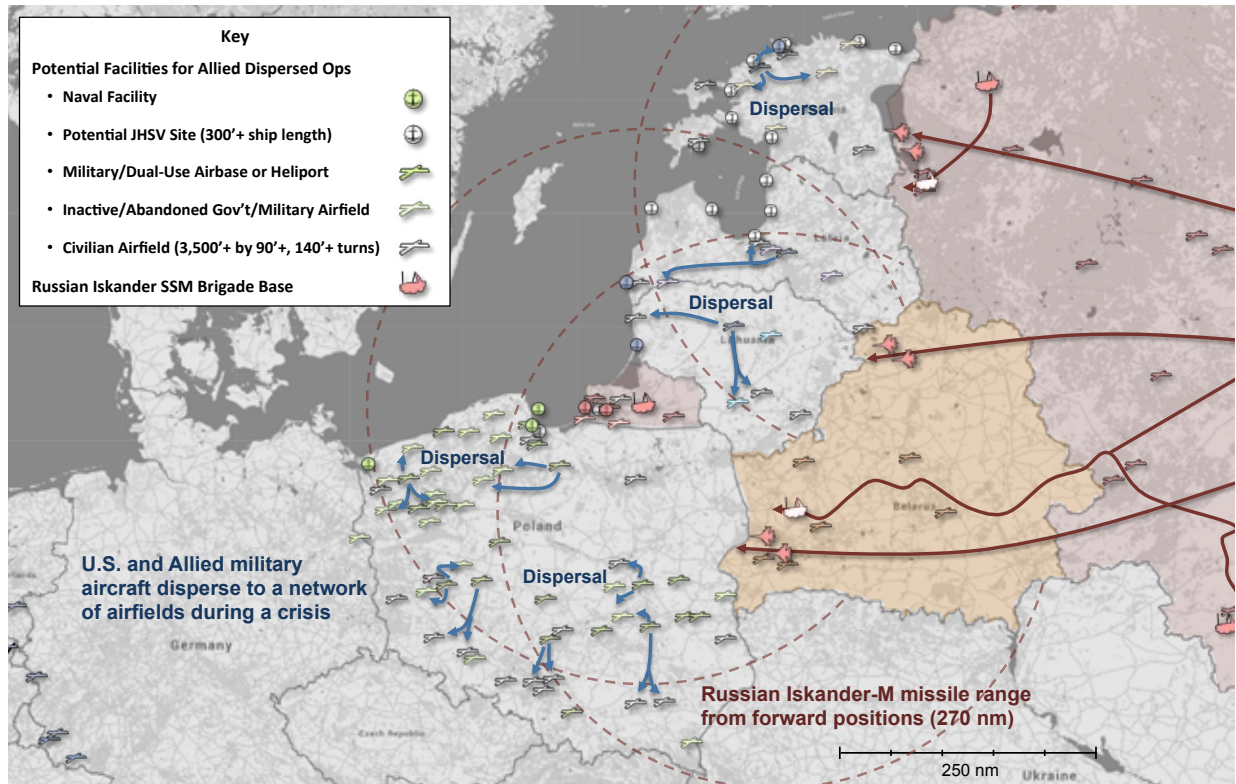 Key
Potential Facilities for Allied Dispersed Ops
• Naval Facility
• Potential JHSV Site (300'+ ship length)
• Military/Dual-Use Airbase or Heliport
• Inactive/Abandoned Gov't/Military Airfield
• Civilian Airfield (3,500'+ by 90'+, 140'+ turns)
Russian Iskander SSM Brigade Base
Dispersal
Latvia
Dispersal
Lithuania
Dispersal
Poland
Belarus
Dispersal
U.S. and Allied military
aircraft disperse to a network
of airfields during a crisis
Germany
Russian Iskander-M missile range
from forward positions (270 nm)
Czech Republic
250 nm
Ukraine